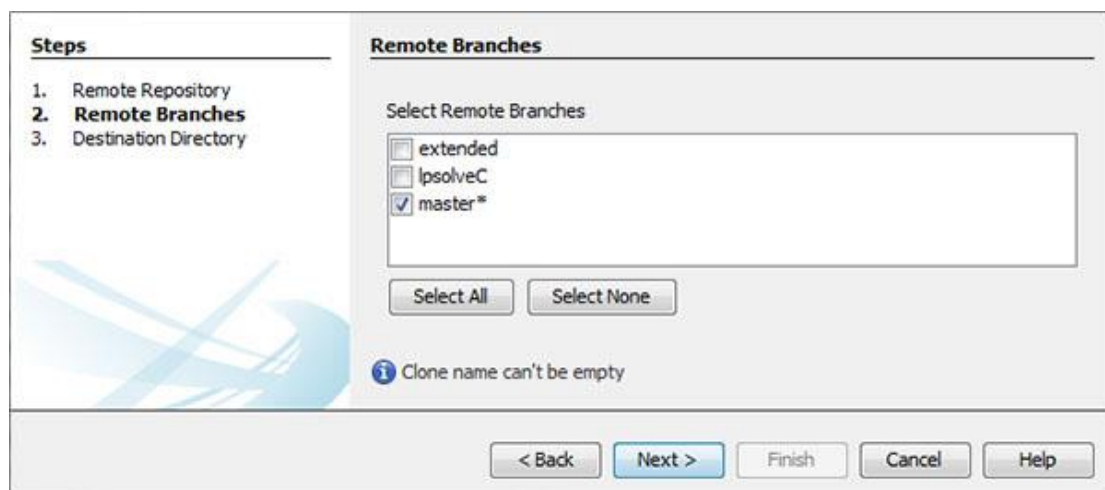 Steps
1. Remote Repository
2. Remote Branches
3. Destination Directory
Remote Branches
Select Remote Branches
extended
lpsolveC
master*
Select All Select None
Clone name can't be empty
< Back Next > Finish Cancel Help